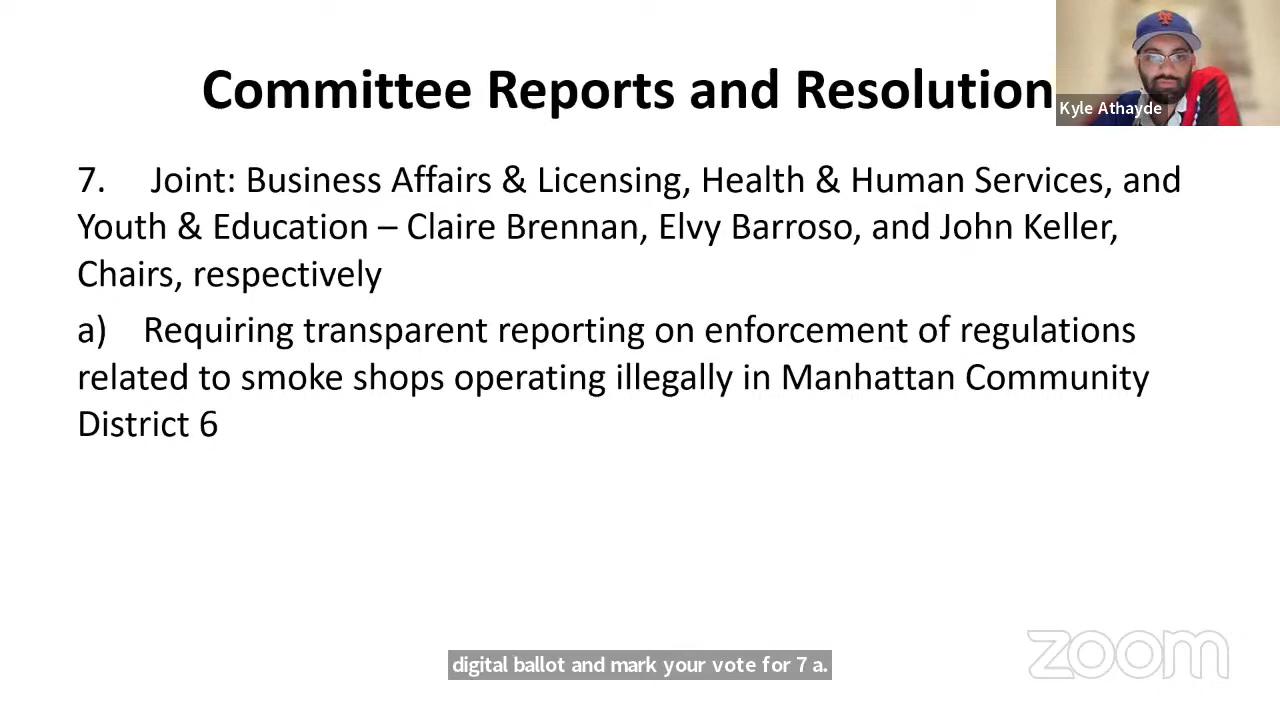 Committee Reports and Resolution
Kyle Athayde
7. Joint: Business Affairs & Licensing, Health & Human Services, and
Youth & Education – Claire Brennan, Elvy Barroso, and John Keller,
Chairs, respectively
a) Requiring transparent reporting on enforcement of regulations
related to smoke shops operating illegally in Manhattan Community
District 6
digital ballot and mark your vote for 7 a.
zoom